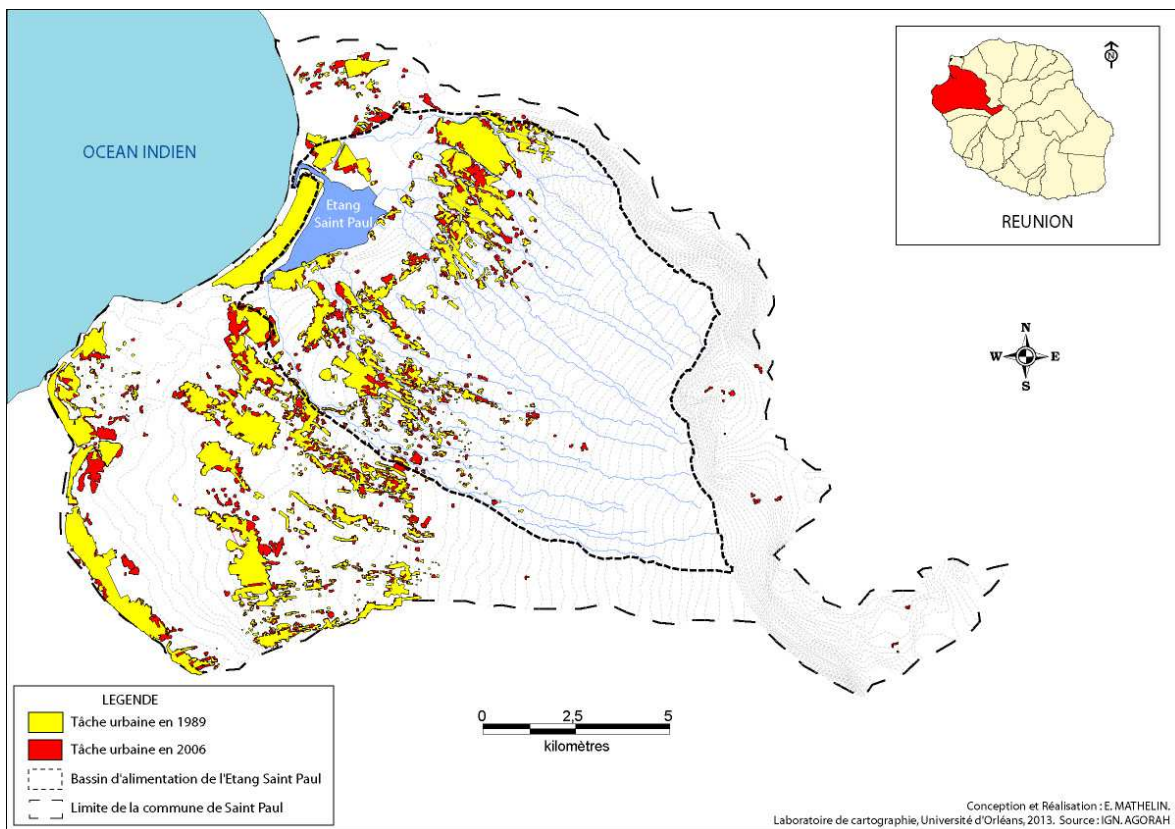 OCEAN INDIEN
Etang
Saint Paul
N
REUNION
N
W E
S
LEGENDE
Tâche urbaine en 1989
Tâche urbaine en 2006
Bassin d'alimentation de l'Etang Saint Paul
Limite de la commune de Saint Paul
0 2,5 5
kilomètres
Conception et Réalisation : E. MATHELIN.
Laboratoire de cartographie, Université d'Orléans, 2013. Source : IGN. AGORAH